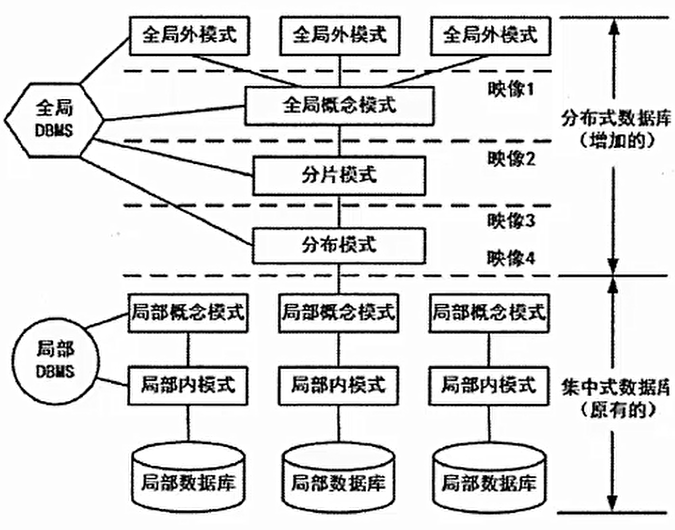 全局外模式
全局外模式
全局外模式
映像1
全局
DBMS
全局概念模式
分布式数据库
（增加的）
映像2
分片模式
映像3
分布模式
映像4
局部概念模式
局部概念模式
局部概念模式
局部
DBMS
局部内模式
局部内模式
局部内模式
集中式数据库
（原有的）
局部数据库
局部数据库
局部数据库